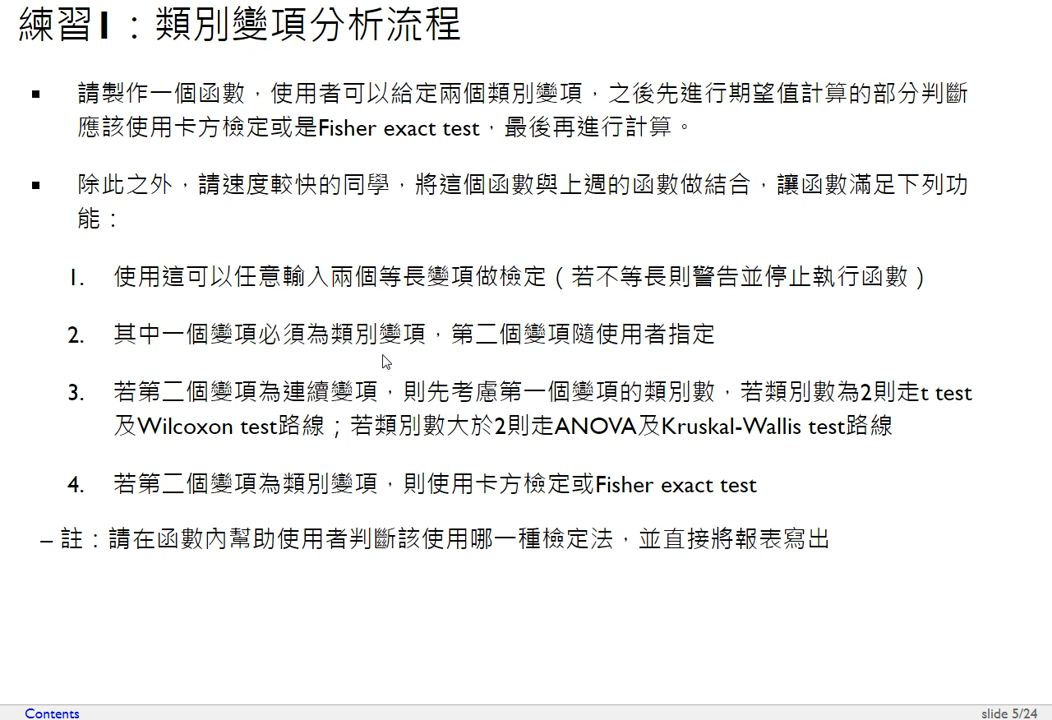 練習1：類別變項分析流程
▪ 請製作一個函數，使用者可以給定兩個類別變項，之後先進行期望值計算的部分判斷
應該使用卡方檢定或是Fisher exact test，最後再進行計算。
▪ 除此之外，請速度較快的同學，將這個函數與上週的函數做結合，讓函數滿足下列功
能：
1. 使用這可以任意輸入兩個等長變項做檢定（若不等長則警告並停止執行函數）
2. 其中一個變項必須為類別變項，第二個變項隨使用者指定
3. 若第二個變項為連續變項，則先考慮第一個變項的類別數，若類別數為2則走t test
及Wilcoxon test路線；若類別數大於2則走ANOVA及Kruskal-Wallis test路線
4. 若第二個變項為類別變項，則使用卡方檢定或Fisher exact test
– 註：請在函數內幫助使用者判斷該使用哪一種檢定法，並直接將報表寫出
Contents
slide 5/24